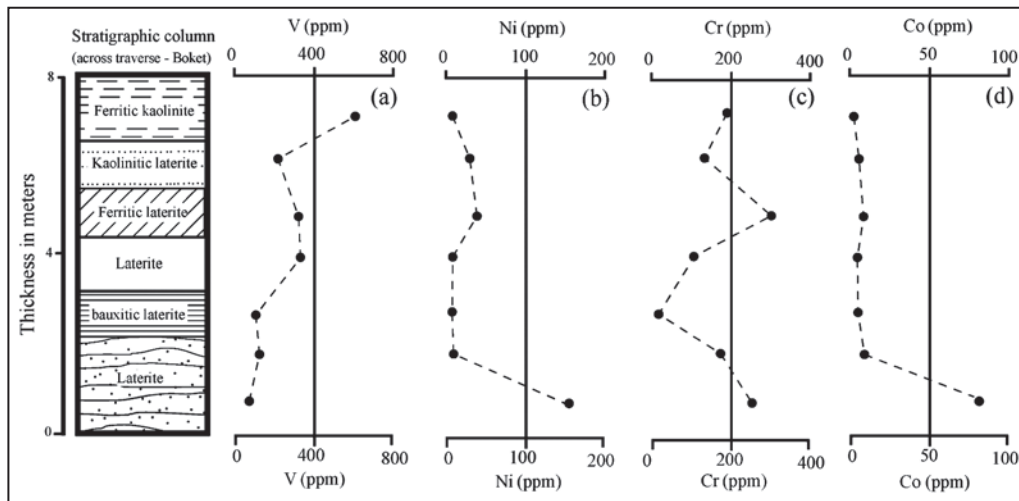 Stratigraphic column
(across traverse - Boket)
V (ppm)
0 400 800
Ni (ppm)
0 100 200
Cr (ppm)
0 200 400
Co (ppm)
0 50 100
Thickness in meters
8
4
0
Ferritic kaolinite
Kaolinitic laterite
Ferritic laterite
Laterite
bauxitic laterite
Laterite
(a)
(b)
(c)
(d)
0 400 800
V (ppm)
0 100 200
Ni (ppm)
0 200 400
Cr (ppm)
0 50 100
Co (ppm)